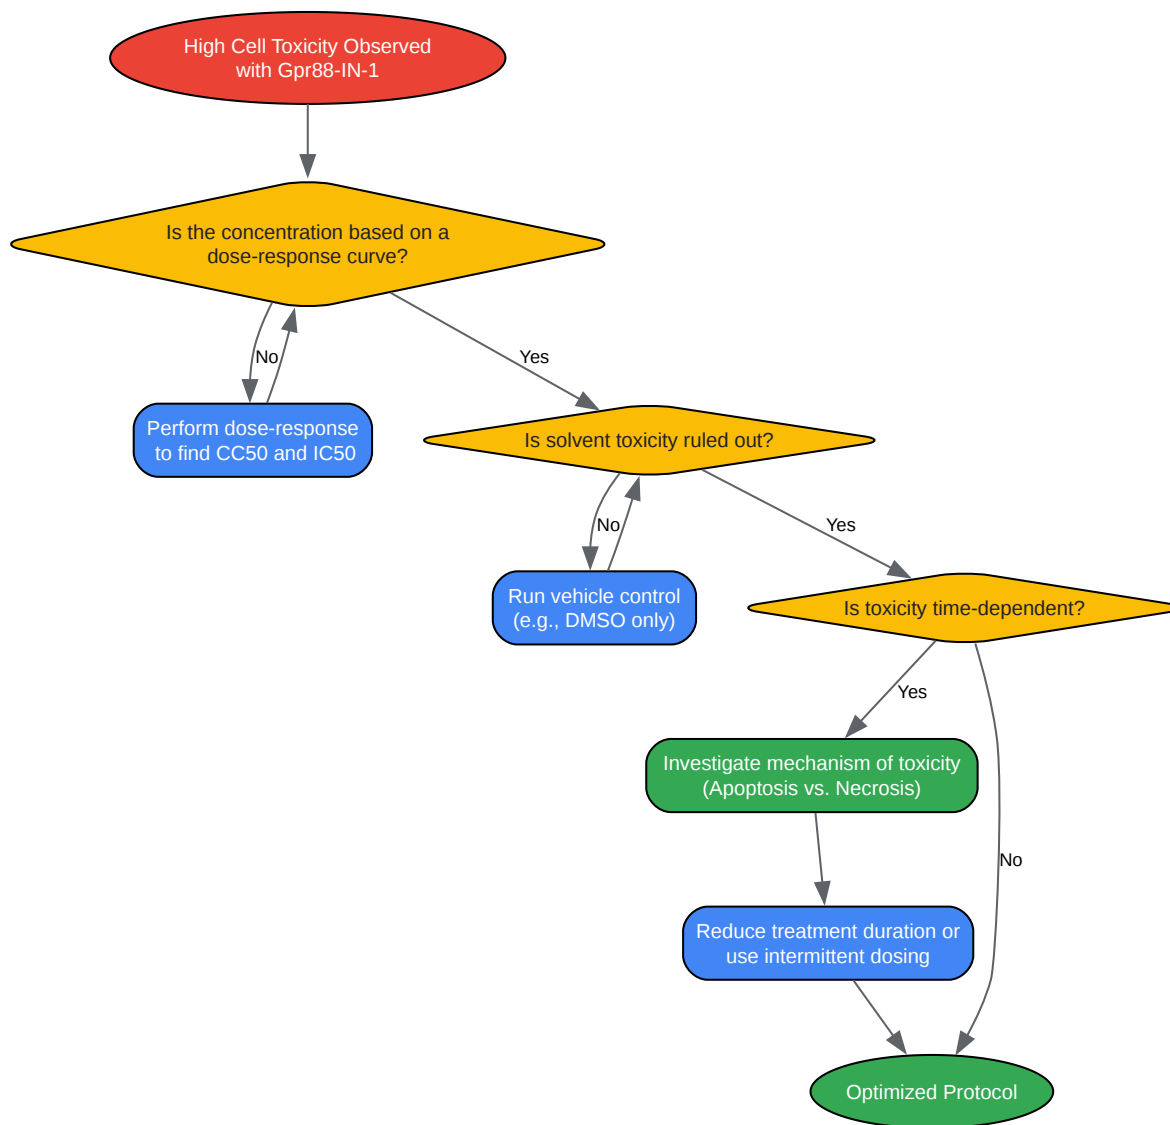 High Cell Toxicity Observed
with Gpr88-IN-1
Is the concentration based on a
dose-response curve?
No
Yes
Perform dose-response
to find CC50 and IC50
Is solvent toxicity ruled out?
No
Yes
Run vehicle control
(e.g., DMSO only)
Is toxicity time-dependent?
Yes
Investigate mechanism of toxicity
(Apoptosis vs. Necrosis)
No
Reduce treatment duration or
use intermittent dosing
Optimized Protocol